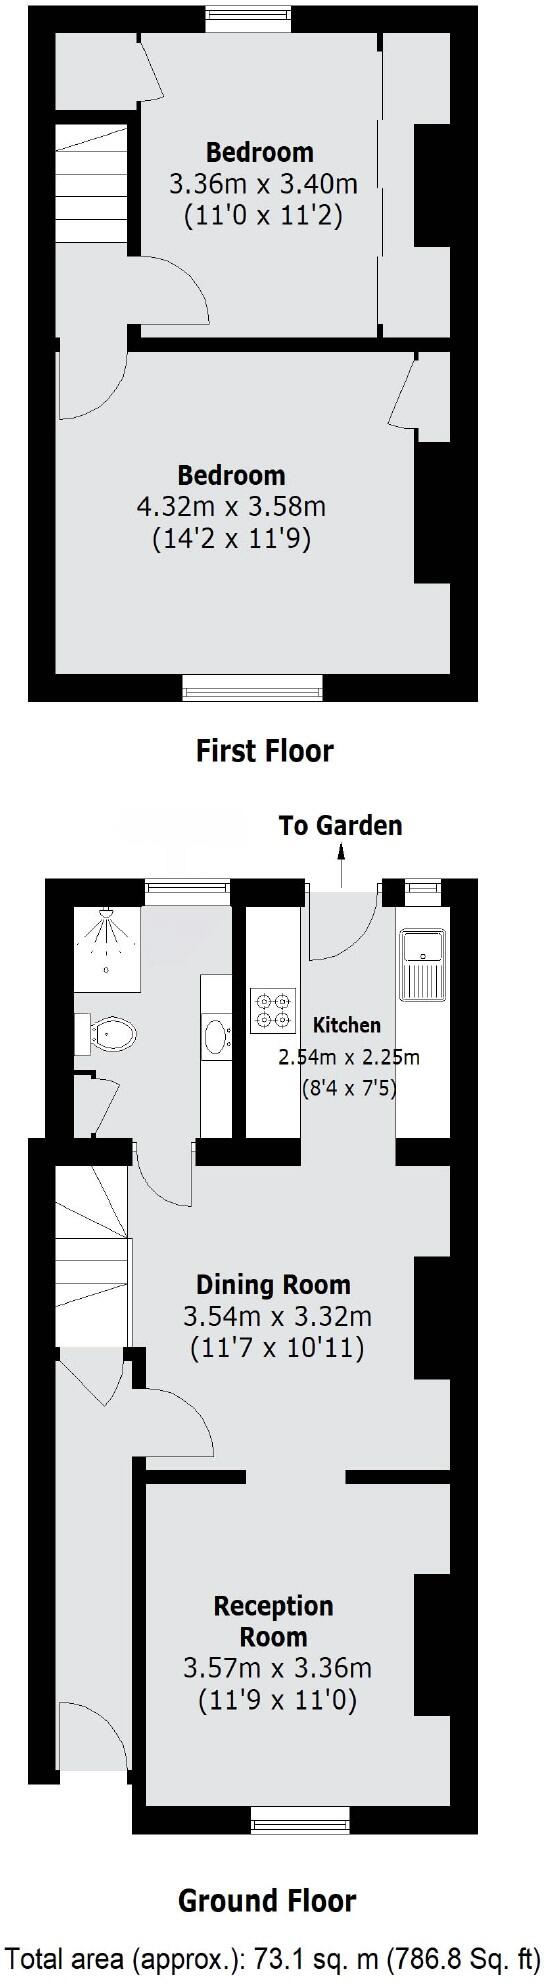 Bedroom
3.36m x 3.40m
(11'0 x 11'2)
Bedroom
4.32m x 3.58m
(14'2 x 11'9)
First Floor
To Garden
Kitchen
2.54m x 2.25m
(8'4 x 7'5)
Dining Room
3.54m x 3.32m
(11'7 x 10'11)
Reception
Room
3.57m x 3.36m
(11'9 x 11'0)
Ground Floor
Total area (approx.): 73.1 sq. m (786.8 Sq. ft)